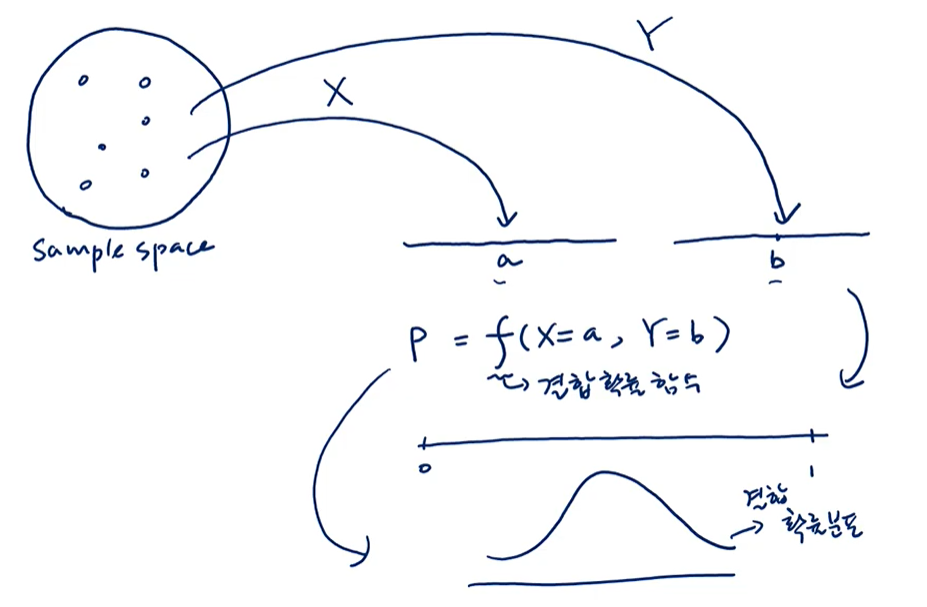 Y
X
sample space
a
b
P = f(X=a, Y=b)
↳ 결합 확률 함수
0
1
결합
→ 확률분포